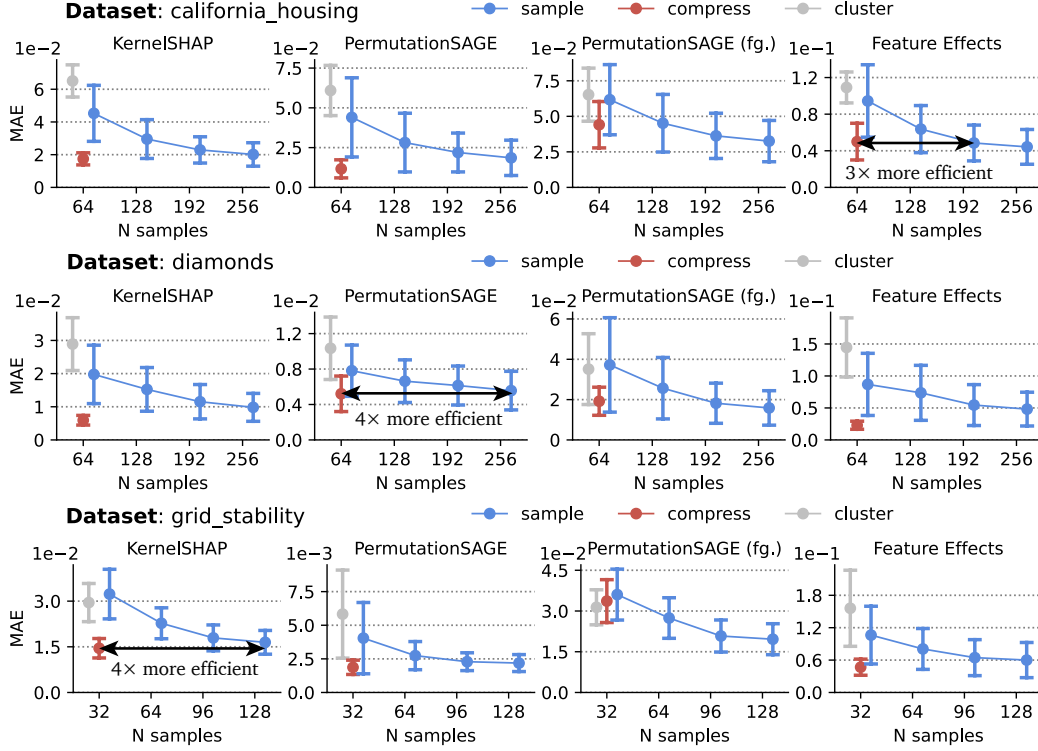 Dataset: california_housing
sample compress cluster
KernelSHAP PermutationSAGE PermutationSAGE (fg.) Feature Effects
1e−2 1e−2 1e−2 1e−1
MAE
6
4
2
0
64 128 192 256
N samples
7.5
5.0
2.5
0.0
64 128 192 256
N samples
7.5
5.0
2.5
0.0
64 128 192 256
N samples
1.2
0.8
0.4
0.0
3× more efficient
64 128 192 256
N samples
Dataset: diamonds
sample compress cluster
KernelSHAP PermutationSAGE PermutationSAGE (fg.) Feature Effects
1e−2 1e−2 1e−2 1e−1
MAE
3
2
1
0
64 128 192 256
N samples
1.2
0.8
0.4
0.0
4× more efficient
64 128 192 256
N samples
6
4
2
0
64 128 192 256
N samples
1.5
1.0
0.5
0.0
64 128 192 256
N samples
Dataset: grid_stability
sample compress cluster
KernelSHAP PermutationSAGE PermutationSAGE (fg.) Feature Effects
1e−2 1e−3 1e−2 1e−1
MAE
3.0
1.5
0.0
4× more efficient
32 64 96 128
N samples
7.5
5.0
2.5
0.0
32 64 96 128
N samples
4.5
3.0
1.5
0.0
32 64 96 128
N samples
1.8
1.2
0.6
0.0
32 64 96 128
N samples